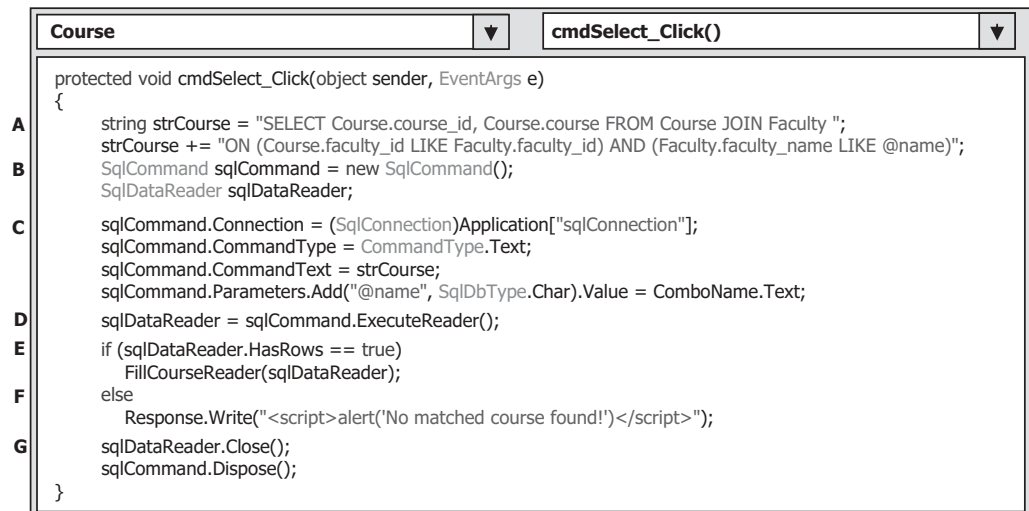 Course cmdSelect_Click()
protected void cmdSelect_Click(object sender, EventArgs e)
{
A string strCourse = "SELECT Course.course_id, Course.course FROM Course JOIN Faculty ";
strCourse += "ON (Course.faculty_id LIKE Faculty.faculty_id) AND (Faculty.faculty_name LIKE @name)";
B SqlCommand sqlCommand = new SqlCommand();
SqlDataReader sqlDataReader;
C sqlCommand.Connection = (SqlConnection)Application["sqlConnection"];
sqlCommand.CommandType = CommandType.Text;
sqlCommand.CommandText = strCourse;
sqlCommand.Parameters.Add("@name", SqlDbType.Char).Value = ComboName.Text;
D sqlDataReader = sqlCommand.ExecuteReader();
E if (sqlDataReader.HasRows == true)
FillCourseReader(sqlDataReader);
F else
Response.Write("<script>alert('No matched course found!')</script>");
G sqlDataReader.Close();
sqlCommand.Dispose();
}